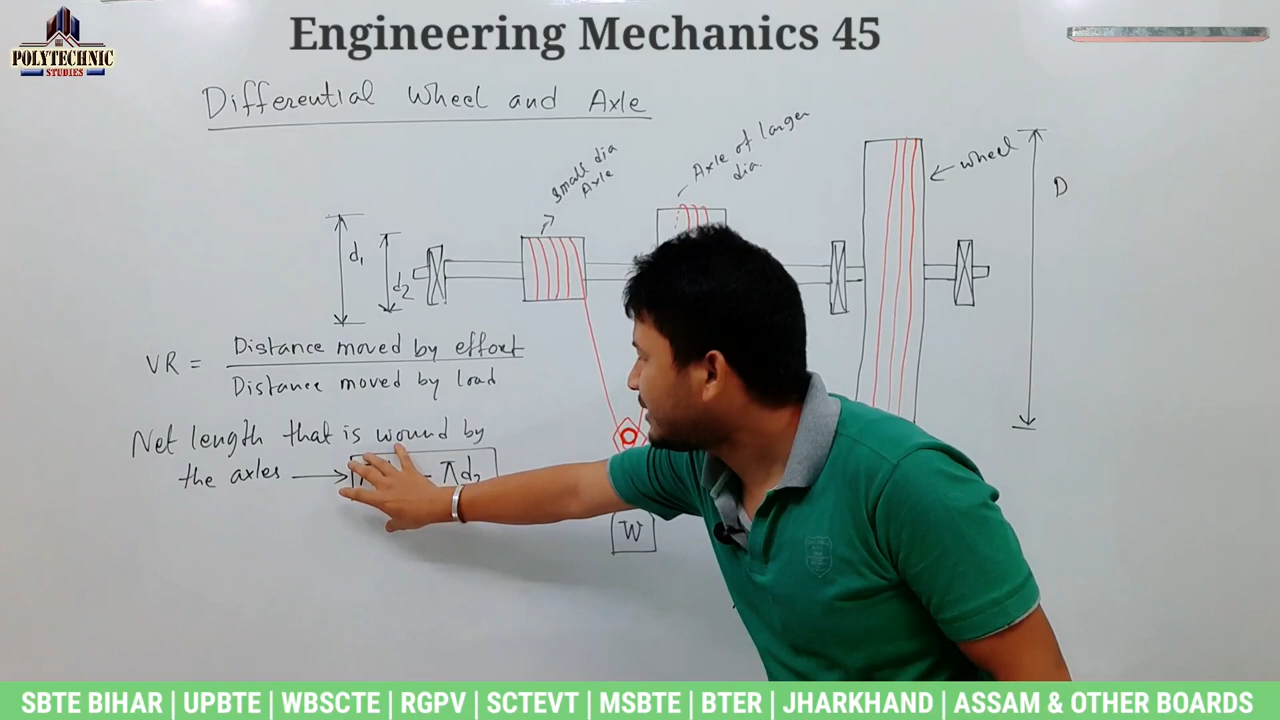 Engineering Mechanics 45
POLYTECHNIC
STUDIES
Differential Wheel and Axle
small dia
Axle
Axle of larger
dia.
wheel
D
d1
d2
VR = Distance moved by effort
Distance moved by load
Net length that is wound by
the axles
- πd2
W
SBTE BIHAR | UPBTE | WBSCTE | RGPV | SCTEVT | MSBTE | BTER | JHARKHAND | ASSAM & OTHER BOARDS